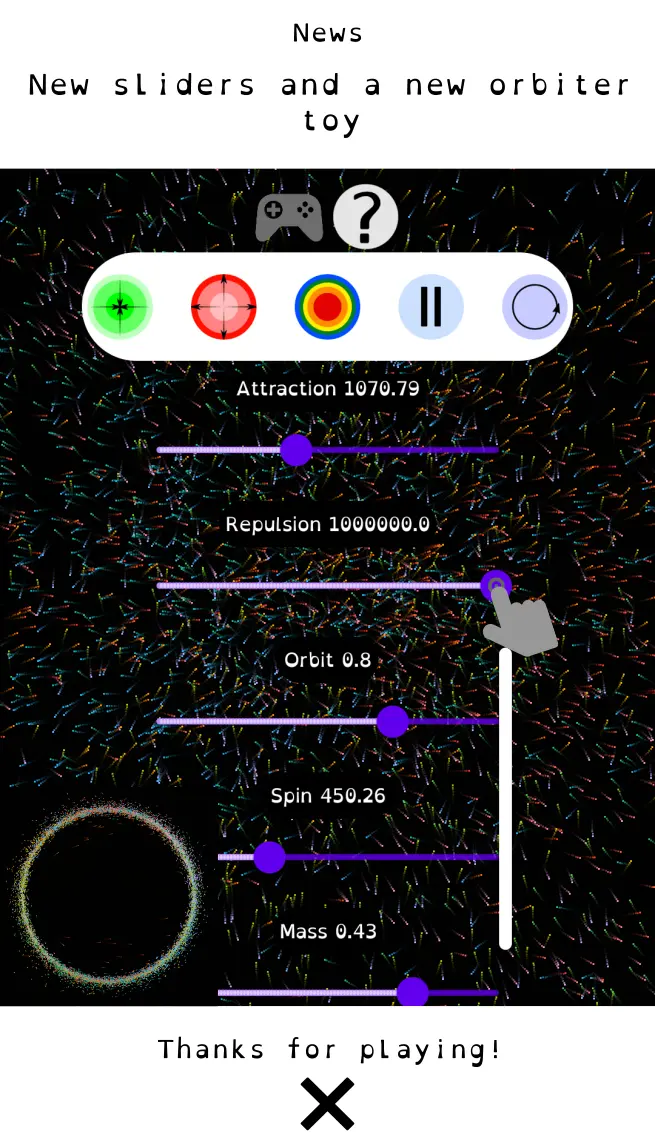 News
New sliders and a new orbiter
toy
?
Attraction 1070.79
Repulsion 1000000.0
Orbit 0.8
Spin 450.26
Mass 0.43
Thanks for playing!